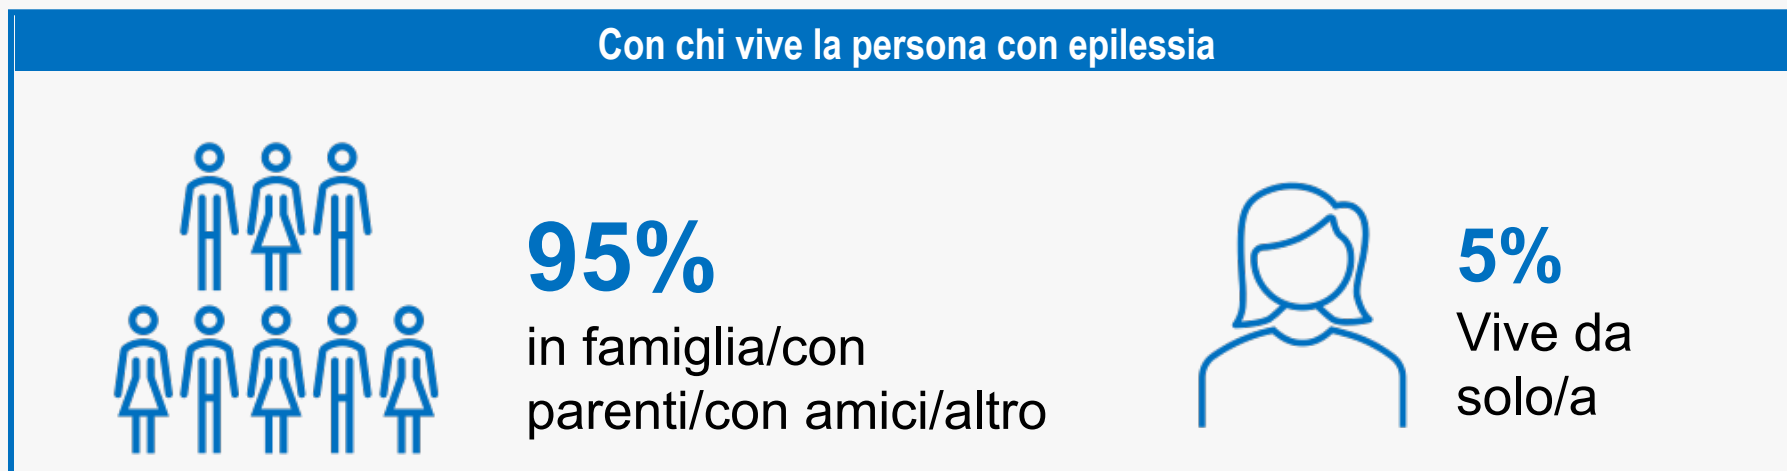 Con chi vive la persona con epilessia
95%
in famiglia/con
parenti/con amici/altro
5%
Vive da
solo/a